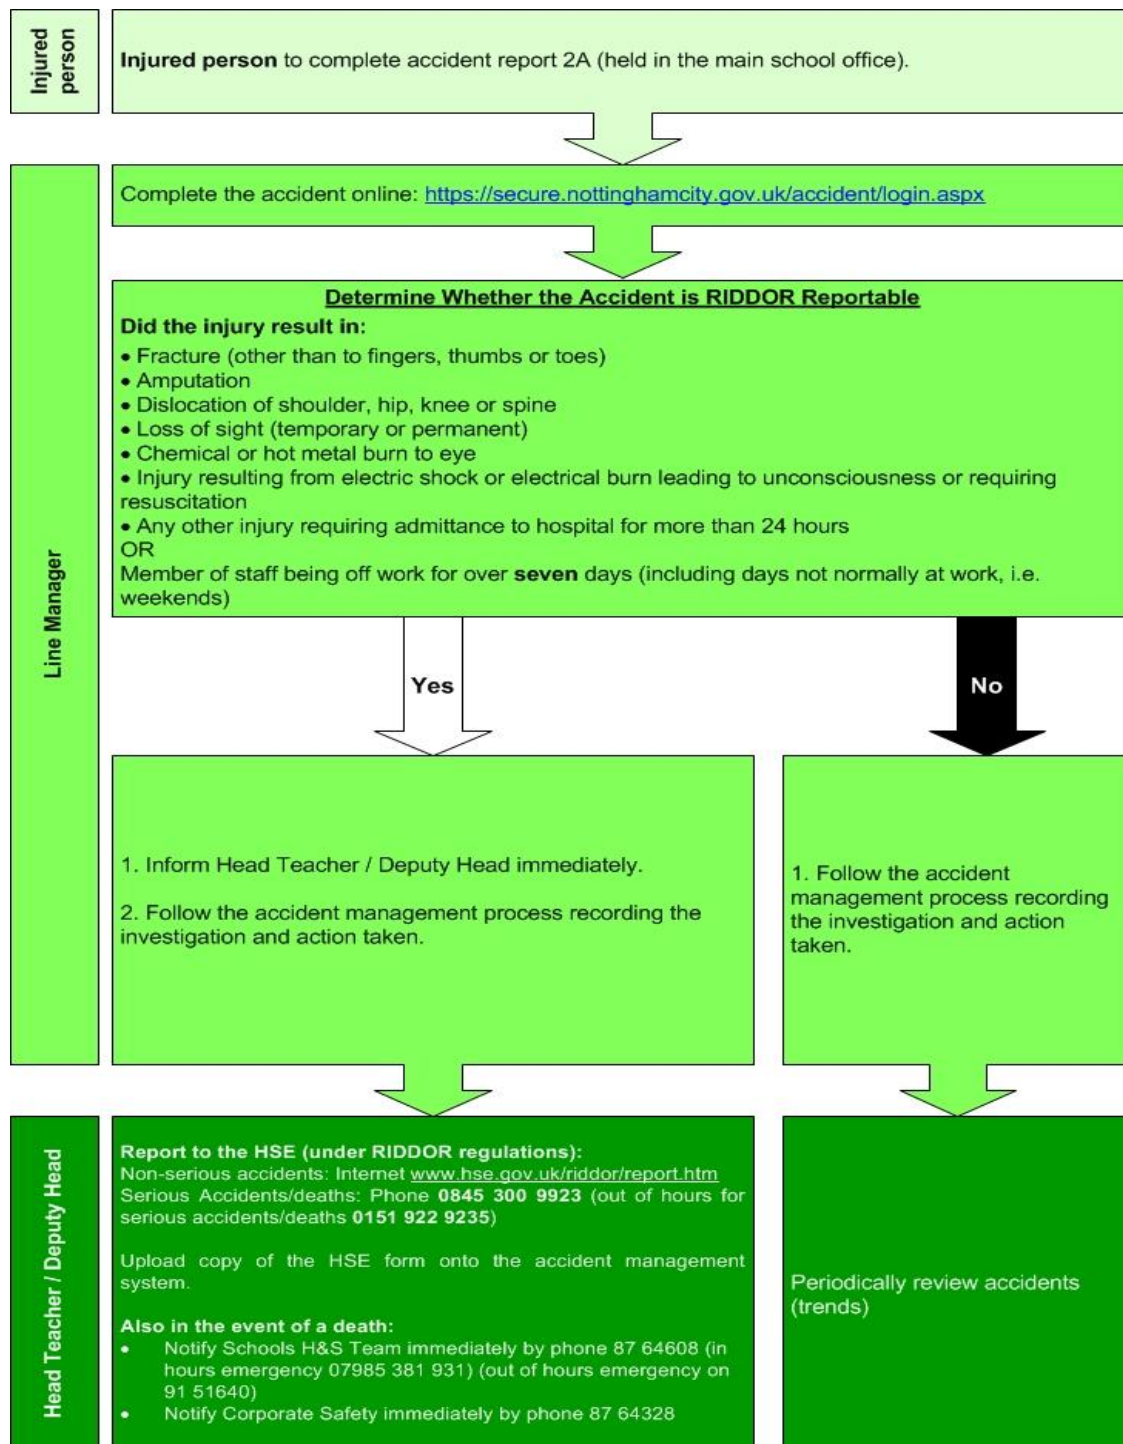 Injured
person
Injured person to complete accident report 2A (held in the main school office).
Line Manager
Complete the accident online: https://secure.nottinghamcity.gov.uk/accident/login.aspx
Determine Whether the Accident is RIDDOR Reportable
Did the injury result in:
• Fracture (other than to fingers, thumbs or toes)
• Amputation
• Dislocation of shoulder, hip, knee or spine
• Loss of sight (temporary or permanent)
• Chemical or hot metal burn to eye
• Injury resulting from electric shock or electrical burn leading to unconsciousness or requiring
resuscitation
• Any other injury requiring admittance to hospital for more than 24 hours
OR
Member of staff being off work for over seven days (including days not normally at work, i.e.
weekends)
Yes
No
1. Inform Head Teacher / Deputy Head immediately.
2. Follow the accident management process recording the
investigation and action taken.
1. Follow the accident
management process recording
the investigation and action
taken.
Head Teacher / Deputy Head
Report to the HSE (under RIDDOR regulations):
Non-serious accidents: Internet www.hse.gov.uk/riddor/report.htm
Serious Accidents/deaths: Phone 0845 300 9923 (out of hours for
serious accidents/deaths 0151 922 9235)
Upload copy of the HSE form onto the accident management
system.
Also in the event of a death:
• Notify Schools H&S Team immediately by phone 87 64608 (in
hours emergency 07985 381 931) (out of hours emergency on
91 51640)
• Notify Corporate Safety immediately by phone 87 64328
Periodically review accidents
(trends)